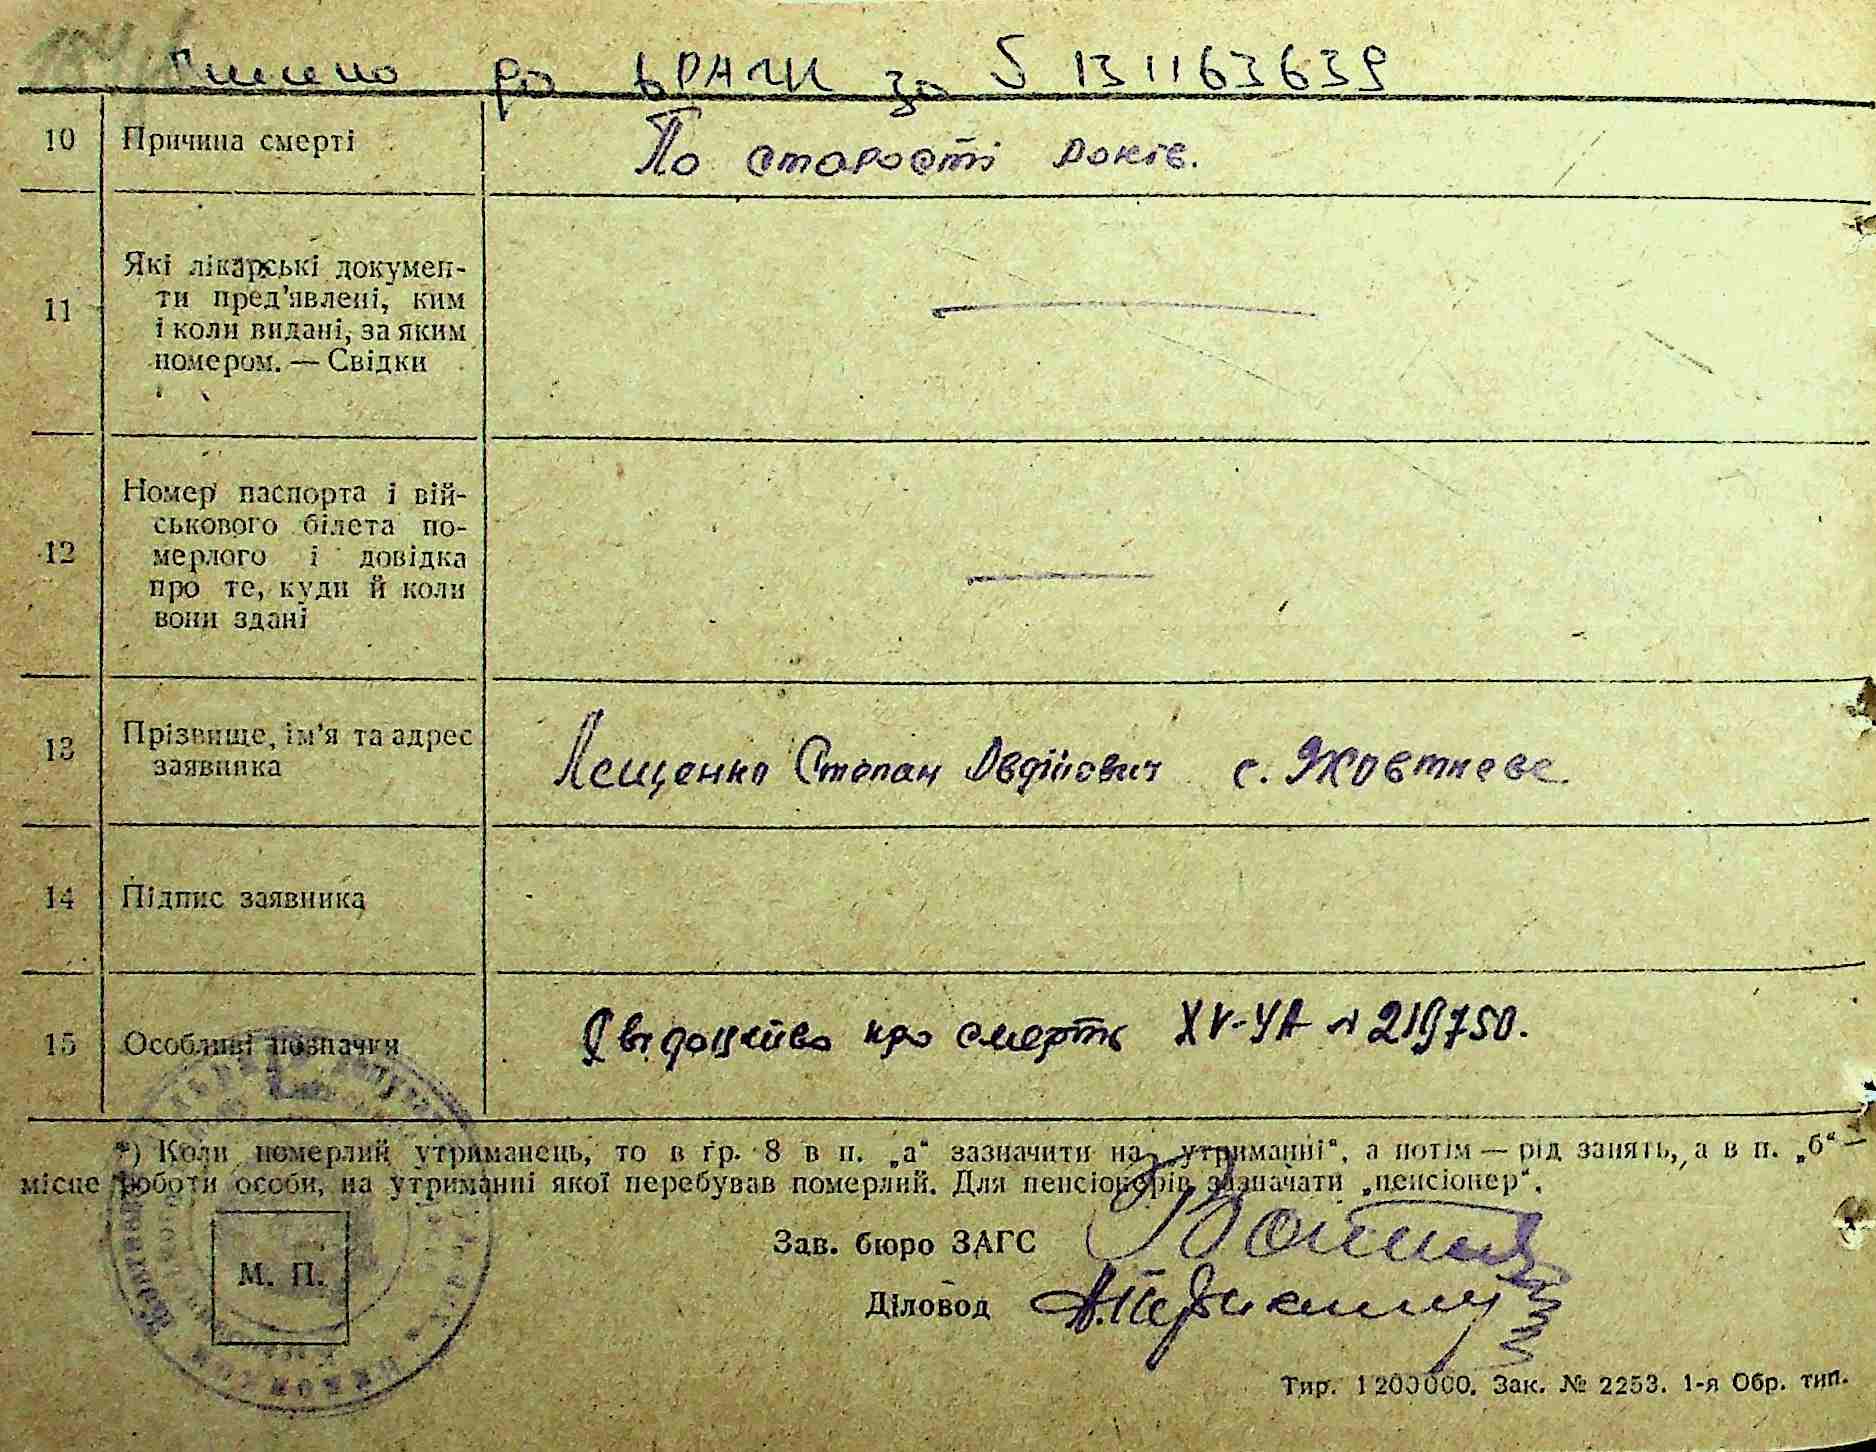 до ДРАЦС за 5 131163639
10 Причина смерті По старості років.
11 Які лікарські докумен-
ти пред'явлені, ким
і коли видані, за яким
номером. — Свідки
12 Номер паспорта і вій-
ськового білета по-
мерлого і довідка
про те, куди й коли
вони здані
13 Прізвище, ім'я та адрес
заявника
Лещенко Степан Овдійович с. Жовтневе.
14 Підпис заявника
15 Особливі позначки Свідоцтво про смерть XV-УА № 219750.
*) Коли померлий утриманець, то в гр. 8 в п. „а“ зазначити на „утриманні“, а потім — рід занять, а в п. „б“ —
місце роботи особи, на утриманні якої перебував померлий. Для пенсіонерів зазначати „пенсіонер“.
Зав. бюро ЗАГС
Діловод
М. П.
Тир. 1200000. Зак. № 2253. 1-я Обр. тип.